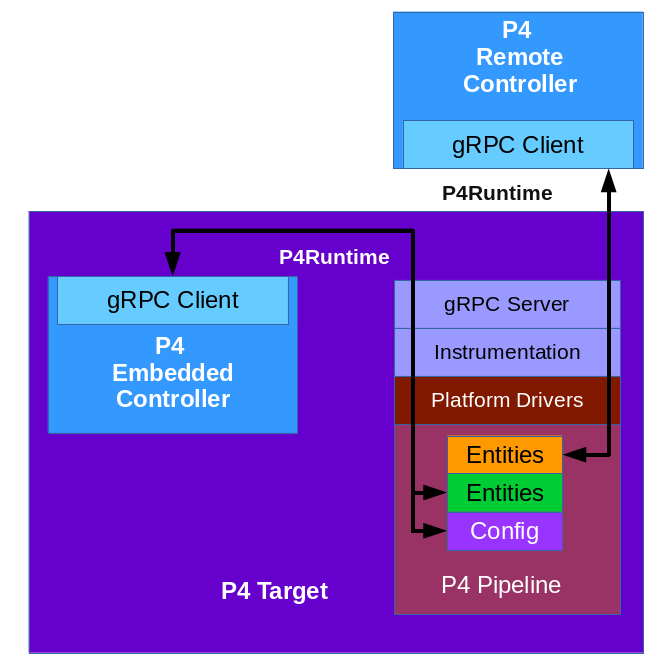 P4
Remote
Controller
gRPC Client
P4Runtime
P4Runtime
gRPC Client
P4
Embedded
Controller
gRPC Server
Instrumentation
Platform Drivers
Entities
Entities
Config
P4 Pipeline
P4 Target